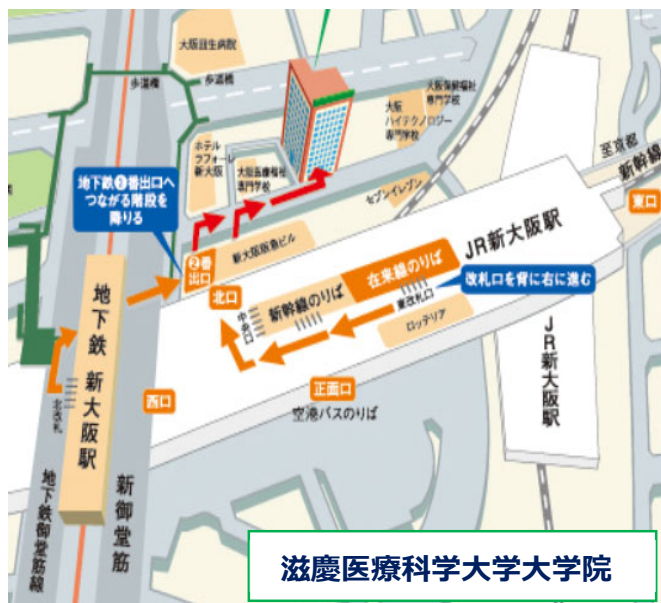 大阪回生病院
歩道橋
歩道橋
大阪保健福祉
専門学校
大阪
ハイテクノロジー
専門学校
ホテル
ラフォーレ
新大阪
大阪医療福祉
専門学校
至京都
新幹線
東口
地下鉄❷番出口へ
つながる階段を
降りる
セブンイレブン
新大阪阪急ビル
JR新大阪駅
❷番
出口
北口
在来線のりば
改札口を背に右に進む
新幹線のりば
東改札口
中央口
ロッテリア
地下鉄 新大阪駅
JR新大阪駅
西口
正面口
空港バスのりば
北改札
新御堂筋
地下鉄御堂筋線
滋慶医療科学大学大学院